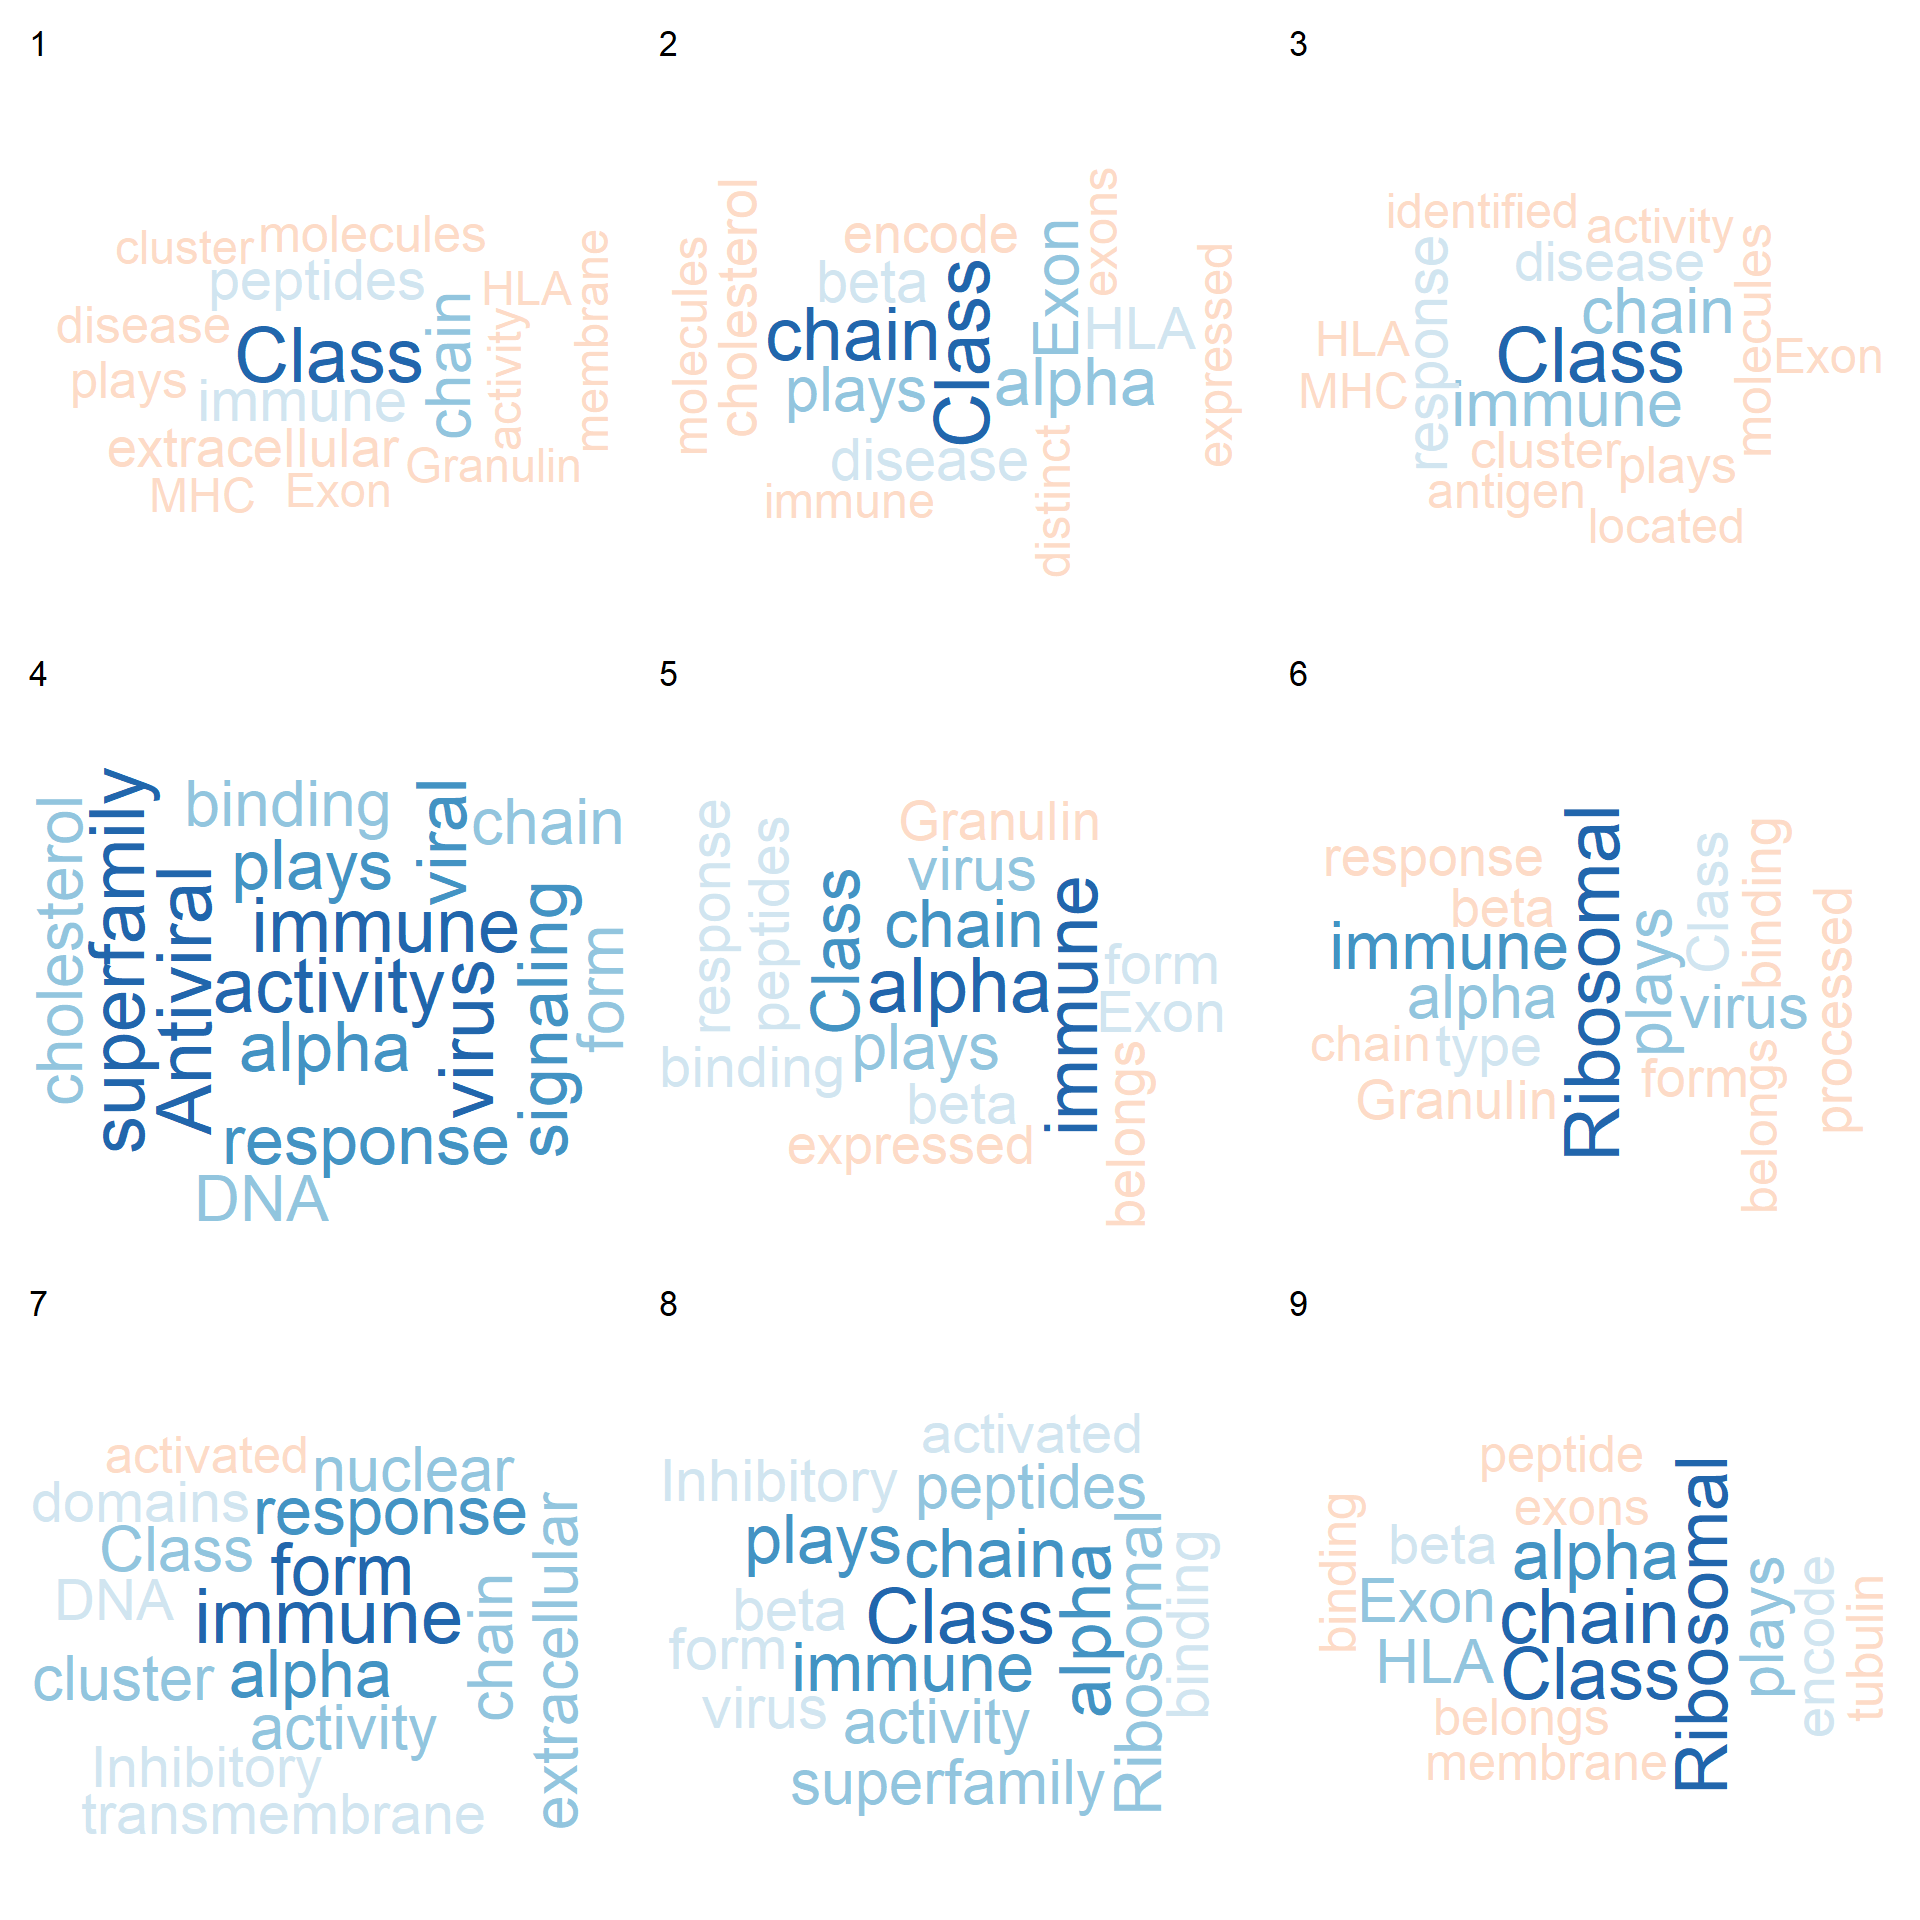 1
cluster
molecules
peptides
HLA
membrane
disease
Class
chain
activity
plays
immune
extracellular
Granulin
MHC
Exon
2
molecules
cholesterol
encode
exons
beta
Exon
expressed
chain
Class
HLA
plays
alpha
disease
immune
distinct
3
identified
activity
response
disease
molecules
chain
HLA
Class
Exon
MHC
immune
cluster
plays
antigen
located
4
cholesterol
superfamily
binding
viral
chain
plays
Antiviral
immune
signaling
form
activity
virus
alpha
response
DNA
5
response
peptides
Granulin
virus
Class
chain
immune
form
alpha
Exon
plays
binding
beta
belongs
expressed
6
response
Ribosomal
Class
binding
beta
processed
immune
plays
alpha
virus
chain
type
form
Granulin
belongs
7
activated
nuclear
domains
response
extracellular
Class
form
DNA
immune
chain
cluster
alpha
activity
Inhibitory
transmembrane
8
activated
Inhibitory
peptides
plays
chain
Ribosomal
binding
alpha
beta
Class
form
immune
virus
activity
superfamily
9
peptide
Ribosomal
binding
exons
beta
alpha
plays
encode
tubulin
Exon
chain
HLA
Class
belongs
membrane